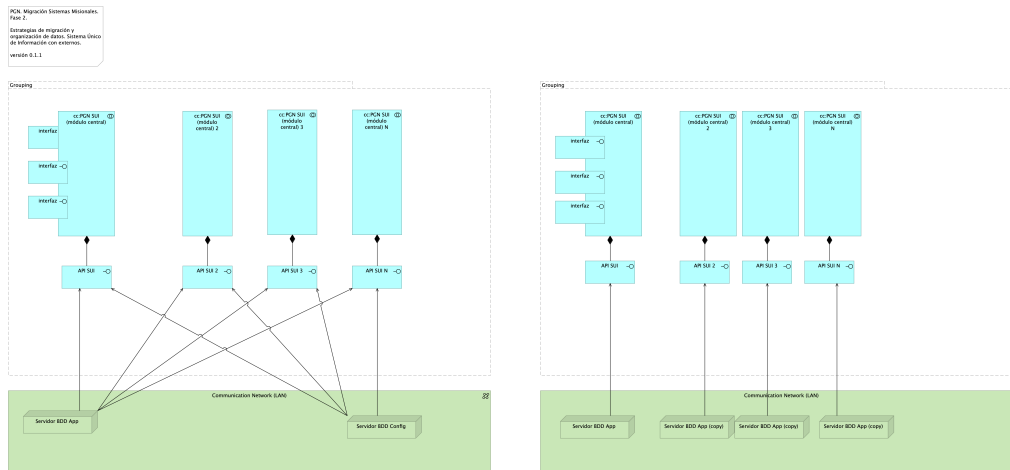 PGN. Migración Sistemas Misionales.
Fase 2.
Estrategias de migración y
organización de datos. Sistema Único
de Información con externos.
versión 0.1.1
Grouping
cc:PGN SUI
(módulo central)
interfaz
interfaz
interfaz
cc:PGN SUI
(módulo
central) 2
cc:PGN SUI
(módulo
central) 3
cc:PGN SUI
(módulo
central) N
API SUI
API SUI 2
API SUI 3
API SUI N
Communication Network (LAN)
Servidor BDD App
Servidor BDD Config
Grouping
cc:PGN SUI
(módulo central)
interfaz
interfaz
interfaz
cc:PGN SUI
(módulo central)
2
cc:PGN SUI
(módulo central)
3
cc:PGN SUI
(módulo central)
N
API SUI
API SUI 2
API SUI 3
API SUI N
Communication Network (LAN)
Servidor BDD App
Servidor BDD App (copy)
Servidor BDD App (copy)
Servidor BDD App (copy)